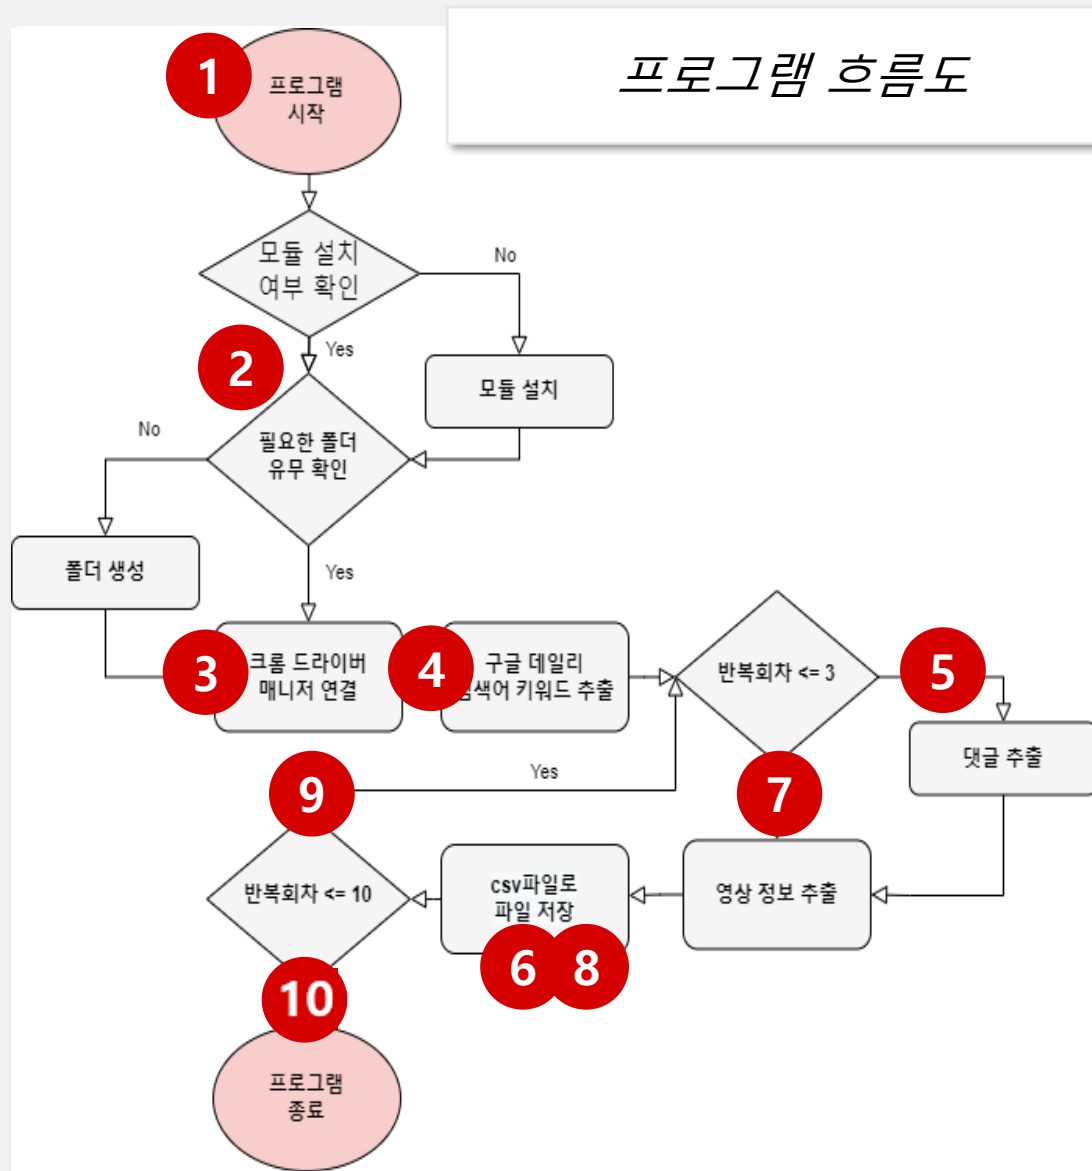 프로그램 흐름도
1
프로그램
시작
모듈 설치
여부 확인
No
Yes
2
모듈 설치
필요한 폴더
유무 확인
No
폴더 생성
Yes
3
크롬 드라이버
매니저 연결
4
구글 데일리
키워드 추출
반복회차 <= 3
5
댓글 추출
Yes
9
7
반복회차 <= 10
csv파일로
파일 저장
영상 정보 추출
6
8
10
프로그램
종료